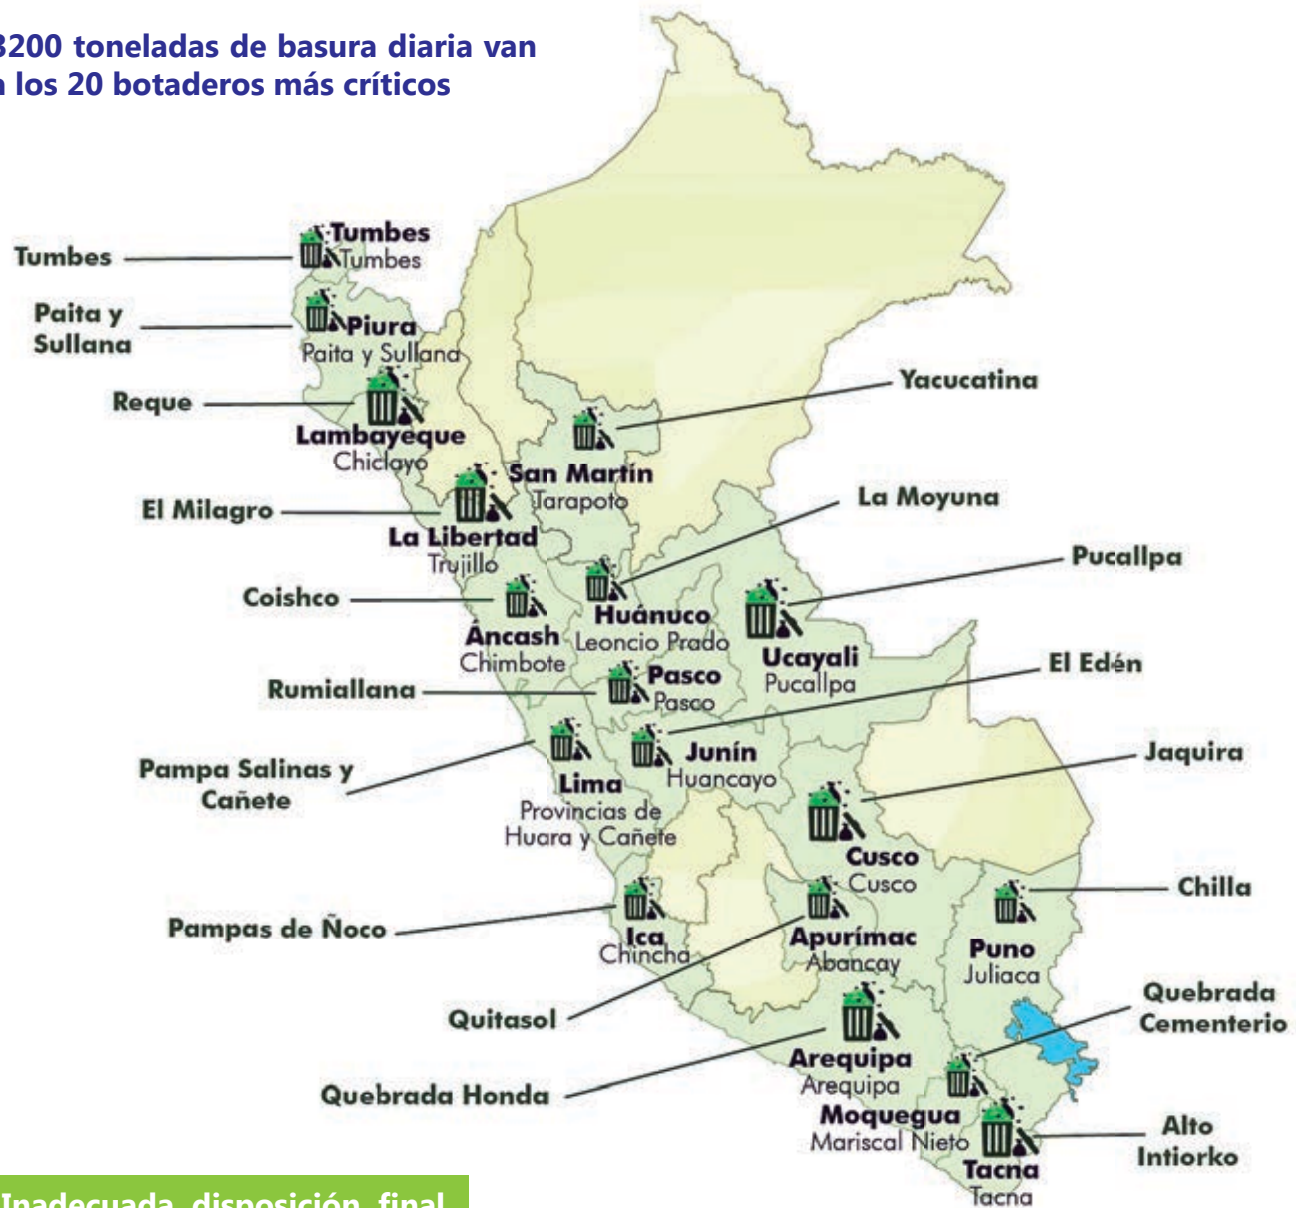 3200 toneladas de basura diaria van
a los 20 botaderos más críticos
Tumbes
Tumbes
Tumbes
Paita y
Sullana
Piura
Paita y Sullana
Reque
Lambayeque
Chiclayo
Yacucatina
San Martín
Tarapoto
El Milagro
La Libertad
Trujillo
La Moyuna
Huánuco
Leoncio Prado
Pucallpa
Ucayali
Pucallpa
Coishco
Áncash
Chimbote
Rumiallana
Pasco
Pasco
El Edén
Junín
Huancayo
Pampa Salinas y
Cañete
Lima
Provincias de
Huara y Cañete
Jaquira
Cusco
Cusco
Pampas de Ñoco
Ica
Chincha
Chilla
Puno
Juliaca
Quitasol
Apurímac
Abancay
Quebrada Honda
Arequipa
Arequipa
Quebrada
Cementerio
Moquegua
Mariscal Nieto
Alto
Intiorko
Tacna
Tacna
Inadecuada disposición final